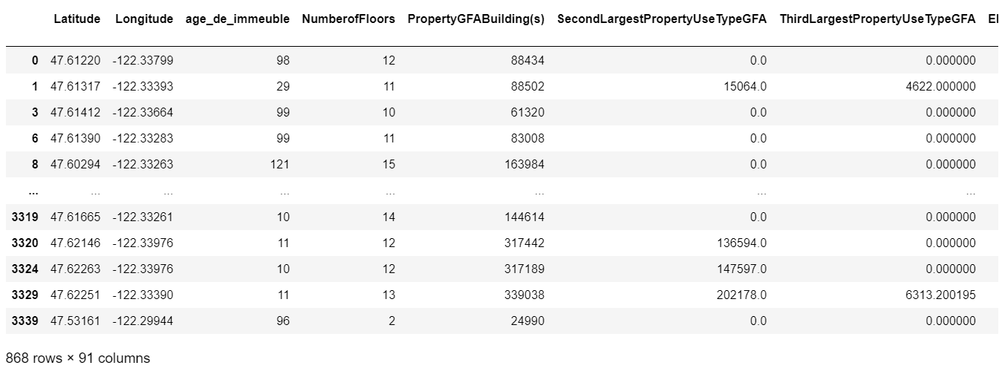 Latitude Longitude age_de_immeuble NumberofFloors PropertyGFABuilding(s) SecondLargestPropertyUseTypeGFA ThirdLargestPropertyUseTypeGFA
0 47.61220 -122.33799 98 12 88434 0.0 0.000000
1 47.61317 -122.33393 29 11 88502 15064.0 4622.000000
3 47.61412 -122.33664 99 10 61320 0.0 0.000000
6 47.61390 -122.33283 99 11 83008 0.0 0.000000
8 47.60294 -122.33263 121 15 163984 0.0 0.000000
... ... ... ... ... ... ... ...
3319 47.61665 -122.33261 10 14 144614 0.0 0.000000
3320 47.62146 -122.33976 11 12 317442 136594.0 0.000000
3324 47.62263 -122.33976 10 12 317189 147597.0 0.000000
3329 47.62251 -122.33390 11 13 339038 202178.0 6313.200195
3339 47.53161 -122.29944 96 2 24990 0.0 0.000000
868 rows × 91 columns